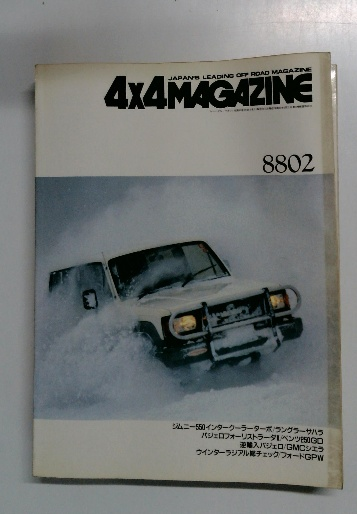 JAPAN'S LEADING OFF ROAD MAGAZINE
4x4MAGAZINE
8802
ジムニー550インタークーラーターボ/ラングラーサハラ
パジェロフォーリストラーダII/ベンツ250GD
逆輸入パジェロ/GMCシエラ
ウインターラジアル総チェック/フォードGPW